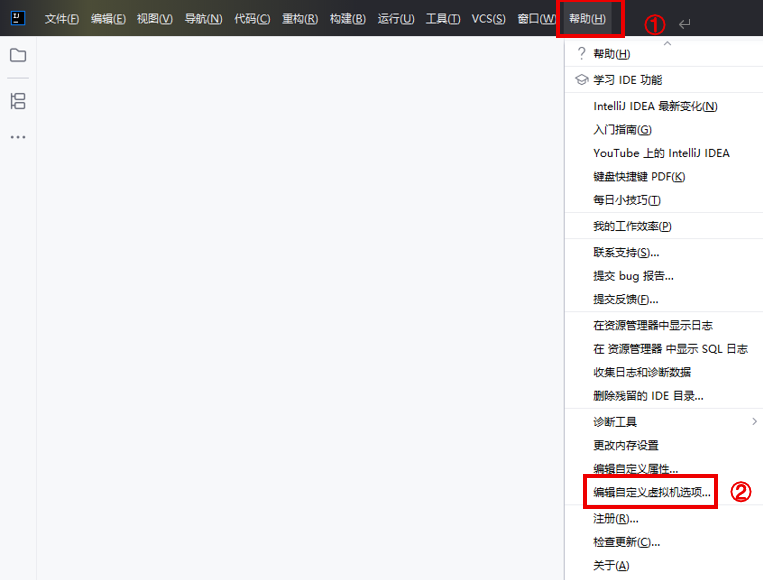 文件(F) 编辑(E) 视图(V) 导航(N) 代码(C) 重构(R) 构建(B) 运行(U) 工具(T) VCS(S) 窗口(W) 帮助(H) ①
帮助(H)
学习 IDE 功能
IntelliJ IDEA 最新变化(N)
入门指南(G)
YouTube 上的 IntelliJ IDEA
键盘快捷键 PDF(K)
每日小技巧(T)
我的工作效率(P)
联系支持(S)...
提交 bug 报告...
提交反馈(F)...
在资源管理器中显示日志
在 资源管理器 中显示 SQL 日志
收集日志和诊断数据
删除残留的 IDE 目录...
诊断工具
更改内存设置
编辑自定义属性...
编辑自定义虚拟机选项... ②
注册(R)...
检查更新(C)...
关于(A)